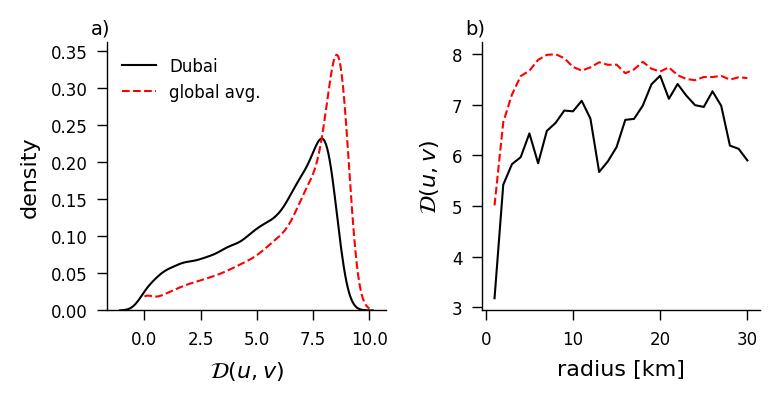 a)
density
0.35
0.30
0.25
0.20
0.15
0.10
0.05
0.00
Dubai
global avg.
0.0 2.5 5.0 7.5 10.0
𝒟(u, v)
b)
𝒟(u, v)
8
7
6
5
4
3
0 10 20 30
radius [km]